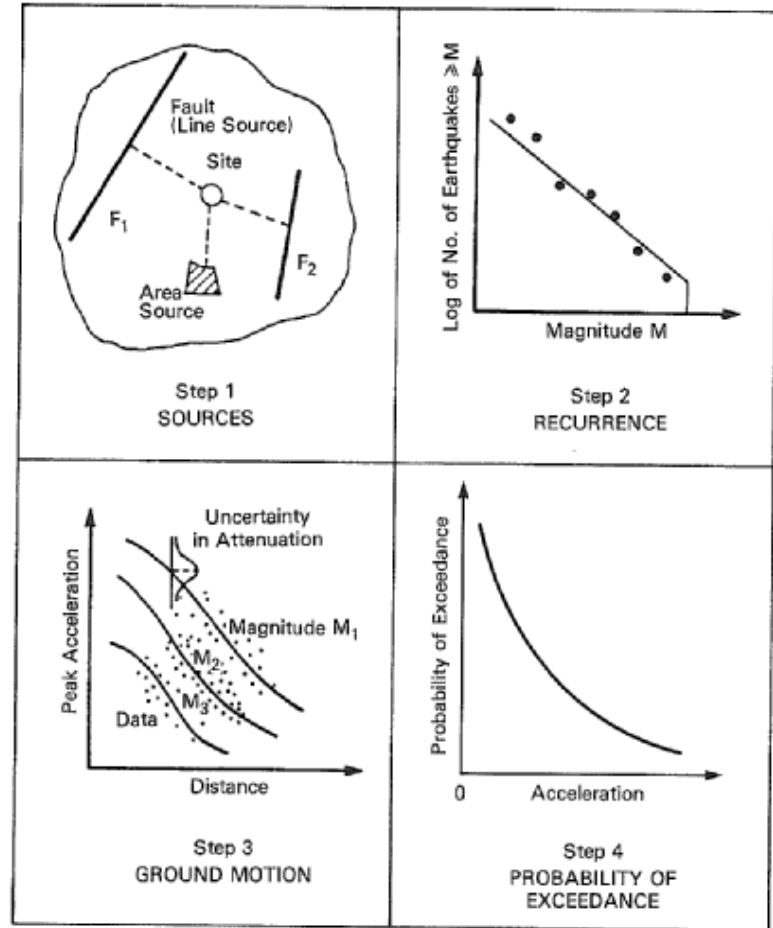 Fault
(Line Source)
Site
F1
F2
Area
Source
Step 1
SOURCES
Log of No. of Earthquakes ≥ M
Magnitude M
Step 2
RECURRENCE
Uncertainty
in Attenuation
Magnitude M1
M2
M3
Data
Peak Acceleration
Distance
Step 3
GROUND MOTION
Probability of Exceedance
0
Acceleration
Step 4
PROBABILITY OF
EXCEEDANCE